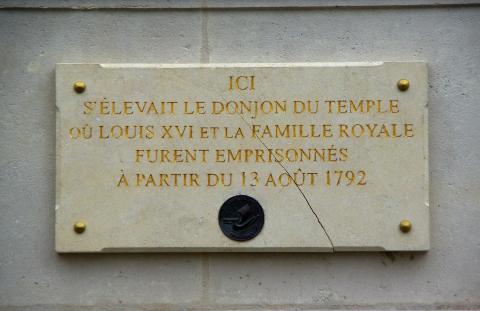 ICI
S'ÉLEVAIT LE DONJON DU TEMPLE
OÙ LOUIS XVI ET LA FAMILLE ROYALE
FURENT EMPRISONNÉS
À PARTIR DU 13 AOÛT 1792